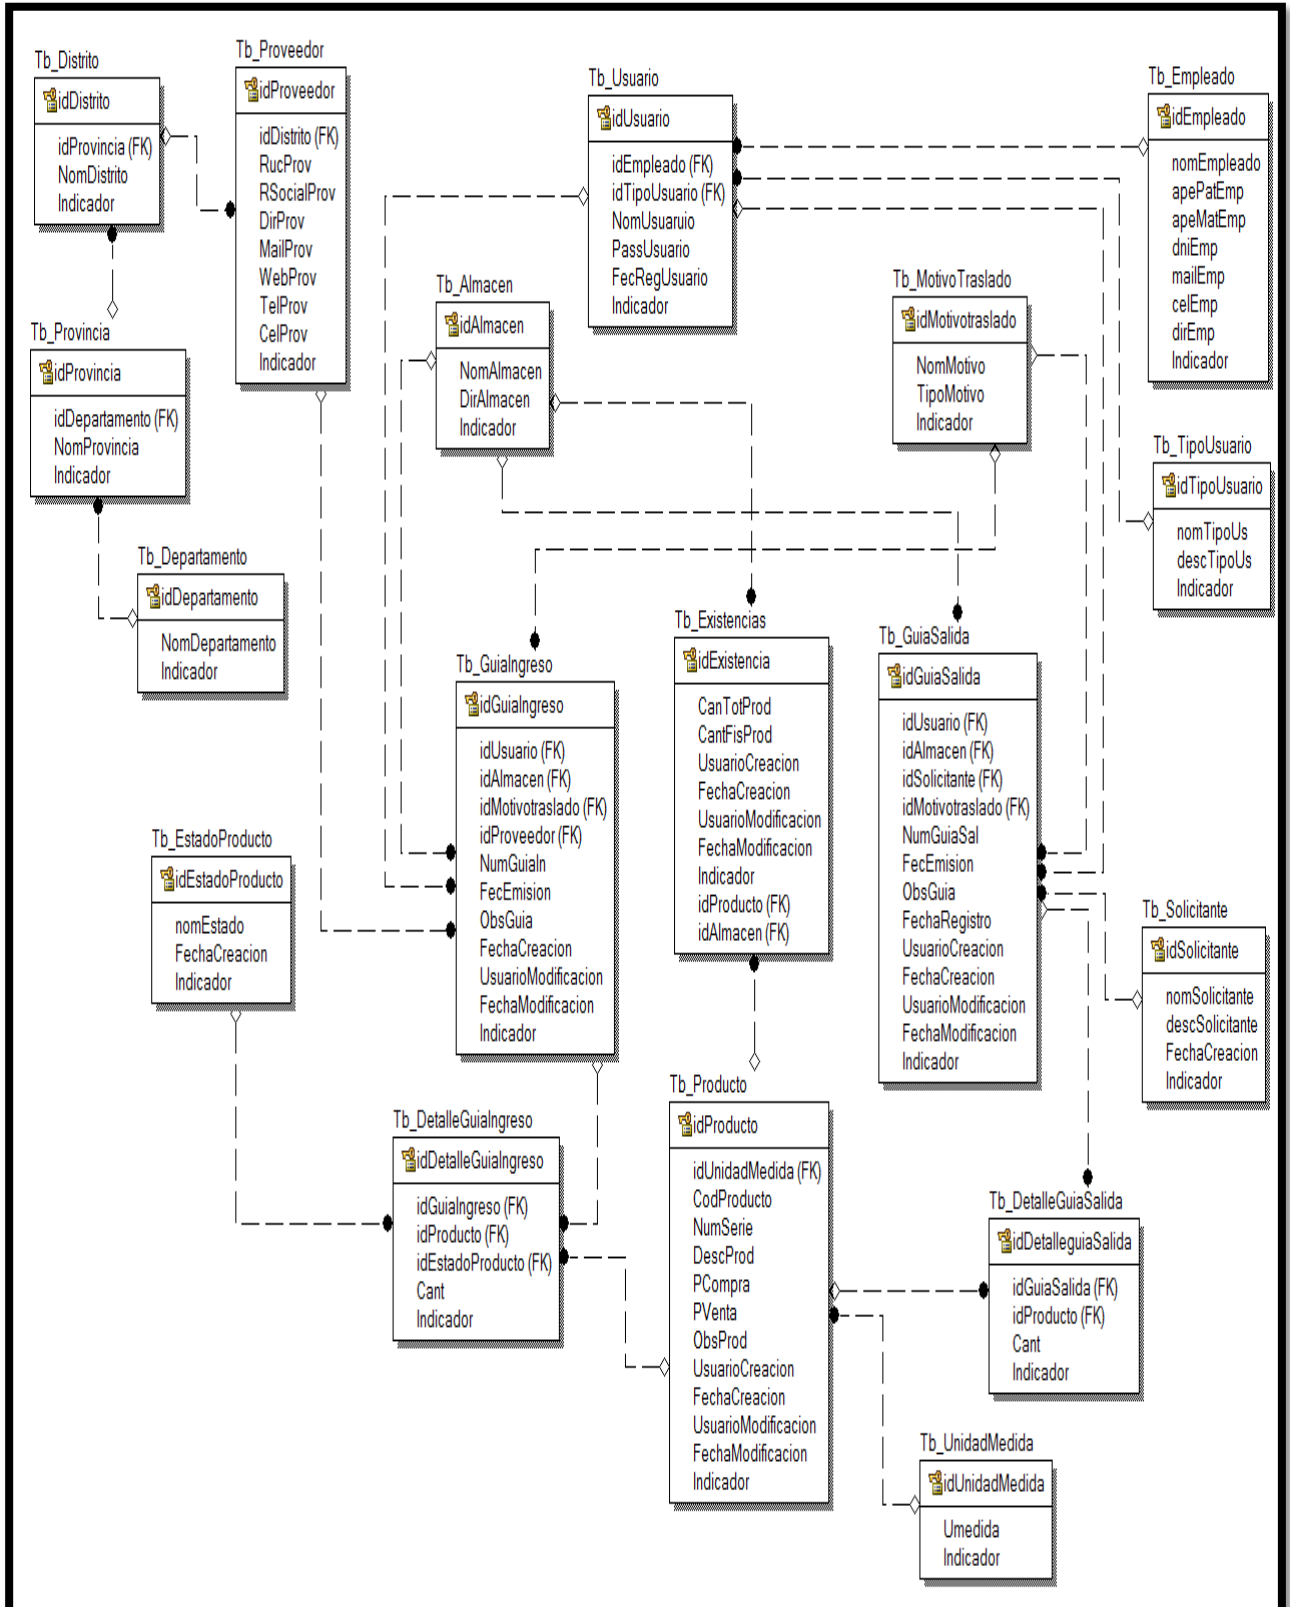 Tb_Distrito
idDistrito
idProvincia (FK)
NomDistrito
Indicador
Tb_Proveedor
idProveedor
idDistrito (FK)
RucProv
RSocialProv
DirProv
MailProv
WebProv
TelProv
CelProv
Indicador
Tb_Usuario
idUsuario
idEmpleado (FK)
idTipoUsuario (FK)
NomUsuaruio
PassUsuario
FecRegUsuario
Indicador
Tb_Empleado
idEmpleado
nomEmpleado
apePatEmp
apeMatEmp
dniEmp
mailEmp
celEmp
dirEmp
Indicador
Tb_Almacen
idAlmacen
NomAlmacen
DirAlmacen
Indicador
Tb_MotivoTraslado
idMotivotraslado
NomMotivo
TipoMotivo
Indicador
Tb_Provincia
idProvincia
idDepartamento (FK)
NomProvincia
Indicador
Tb_TipoUsuario
idTipoUsuario
nomTipoUs
descTipoUs
Indicador
Tb_Departamento
idDepartamento
NomDepartamento
Indicador
Tb_GuiaIngreso
idGuiaIngreso
idUsuario (FK)
idAlmacen (FK)
idMotivotraslado (FK)
idProveedor (FK)
NumGuiaIn
FecEmision
ObsGuia
FechaCreacion
UsuarioModificacion
FechaModificacion
Indicador
Tb_Existencias
idExistencia
CanTotProd
CantFisProd
UsuarioCreacion
FechaCreacion
UsuarioModificacion
FechaModificacion
Indicador
idProducto (FK)
idAlmacen (FK)
Tb_GuiaSalida
idGuiaSalida
idUsuario (FK)
idAlmacen (FK)
idSolicitante (FK)
idMotivotraslado (FK)
NumGuiaSal
FecEmision
ObsGuia
FechaRegistro
UsuarioCreacion
FechaCreacion
UsuarioModificacion
FechaModificacion
Indicador
Tb_EstadoProducto
idEstadoProducto
nomEstado
FechaCreacion
Indicador
Tb_Solicitante
idSolicitante
nomSolicitante
descSolicitante
FechaCreacion
Indicador
Tb_DetalleGuiaIngreso
idDetalleGuiaIngreso
idGuiaIngreso (FK)
idProducto (FK)
idEstadoProducto (FK)
Cant
Indicador
Tb_Producto
idProducto
idUnidadMedida (FK)
CodProducto
NumSerie
DescProd
PCompra
PVenta
ObsProd
UsuarioCreacion
FechaCreacion
UsuarioModificacion
FechaModificacion
Indicador
Tb_DetalleGuiaSalida
idDetalleguiaSalida
idGuiaSalida (FK)
idProducto (FK)
Cant
Indicador
Tb_UnidadMedida
idUnidadMedida
Umedida
Indicador